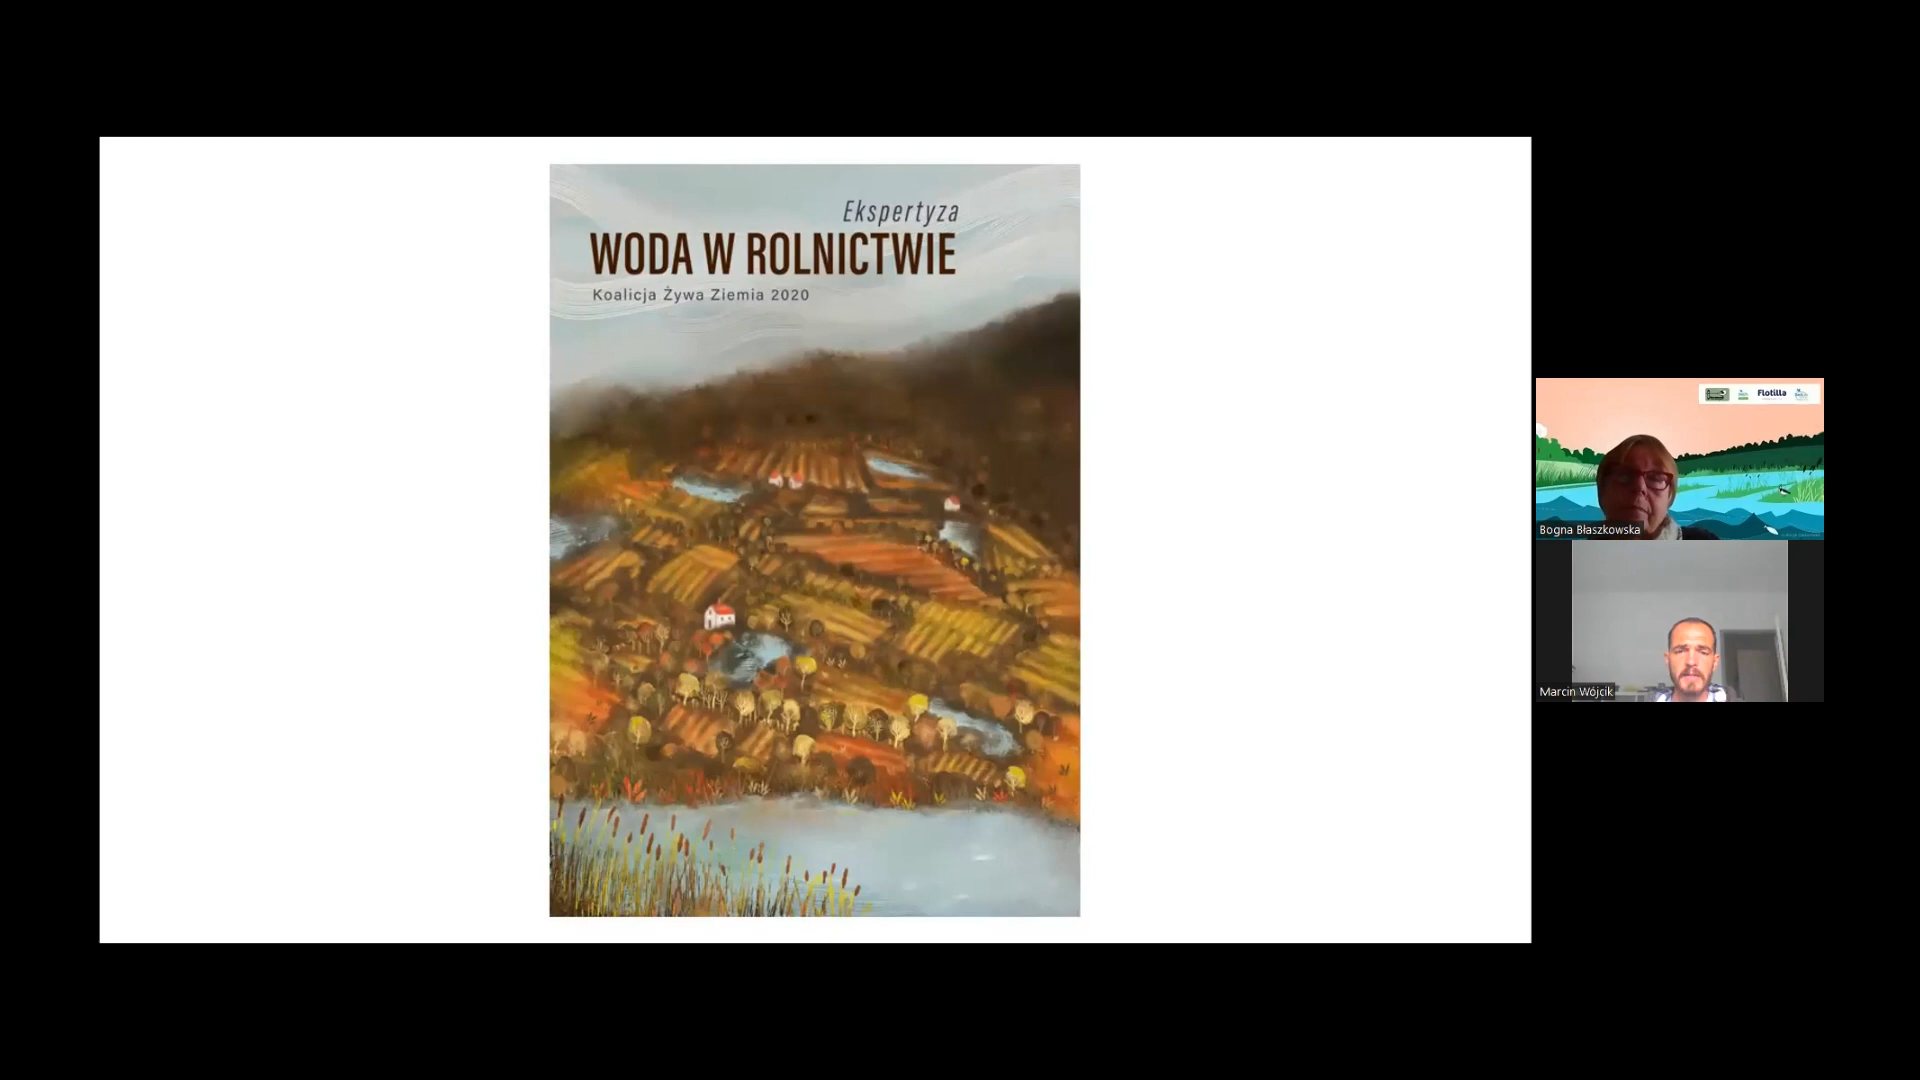 Ekspertyza
WODA W ROLNICTWIE
Koalicja Żywa Ziemia 2020
Flotilla
Bogna Błaszkowska
Marcin Wójcik